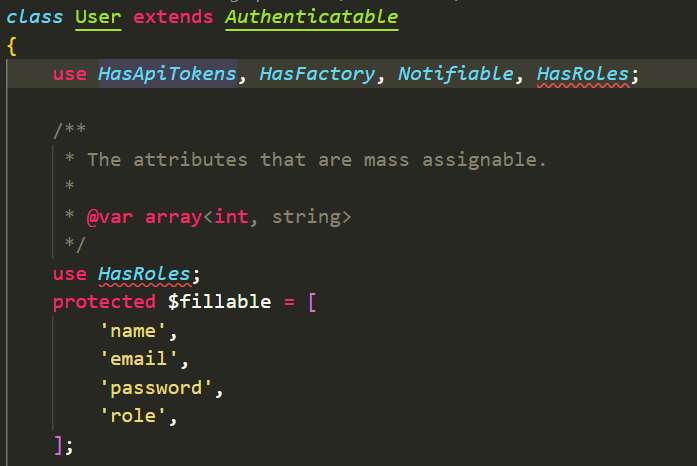 class User extends Authenticatable
{
    use HasApiTokens, HasFactory, Notifiable, HasRoles;
    /**
     * The attributes that are mass assignable.
     *
     * @var array<int, string>
     */
    use HasRoles;
    protected $fillable = [
        'name',
        'email',
        'password',
        'role',
    ];